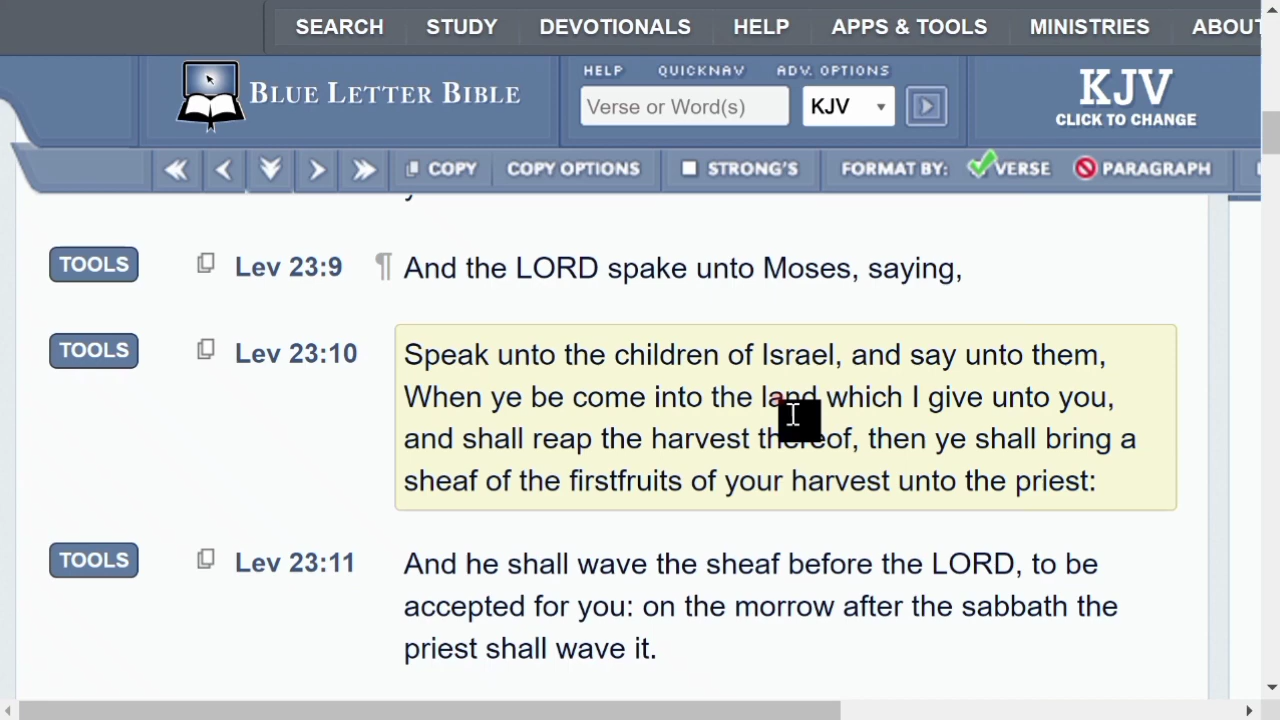 SEARCH STUDY DEVOTIONALS HELP APPS & TOOLS MINISTRIES ABOUT
HELP QUICKNAV ADV. OPTIONS
BLUE LETTER BIBLE
Verse or Word(s) KJV
KJV
CLICK TO CHANGE
COPY COPY OPTIONS STRONG'S FORMAT BY: VERSE PARAGRAPH
TOOLS Lev 23:9 ¶ And the LORD spake unto Moses, saying,
TOOLS Lev 23:10 Speak unto the children of Israel, and say unto them,
When ye be come into the land which I give unto you,
and shall reap the harvest thereof, then ye shall bring a
sheaf of the firstfruits of your harvest unto the priest:
TOOLS Lev 23:11 And he shall wave the sheaf before the LORD, to be
accepted for you: on the morrow after the sabbath the
priest shall wave it.